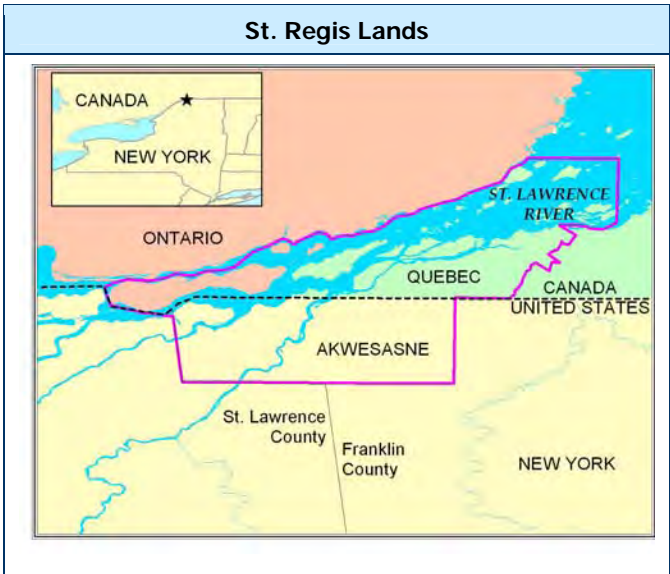 St. Regis Lands
CANADA
NEW YORK
ST. LAWRENCE
RIVER
ONTARIO
QUEBEC
CANADA
UNITED STATES
AKWESASNE
St. Lawrence
County
Franklin
County
NEW YORK